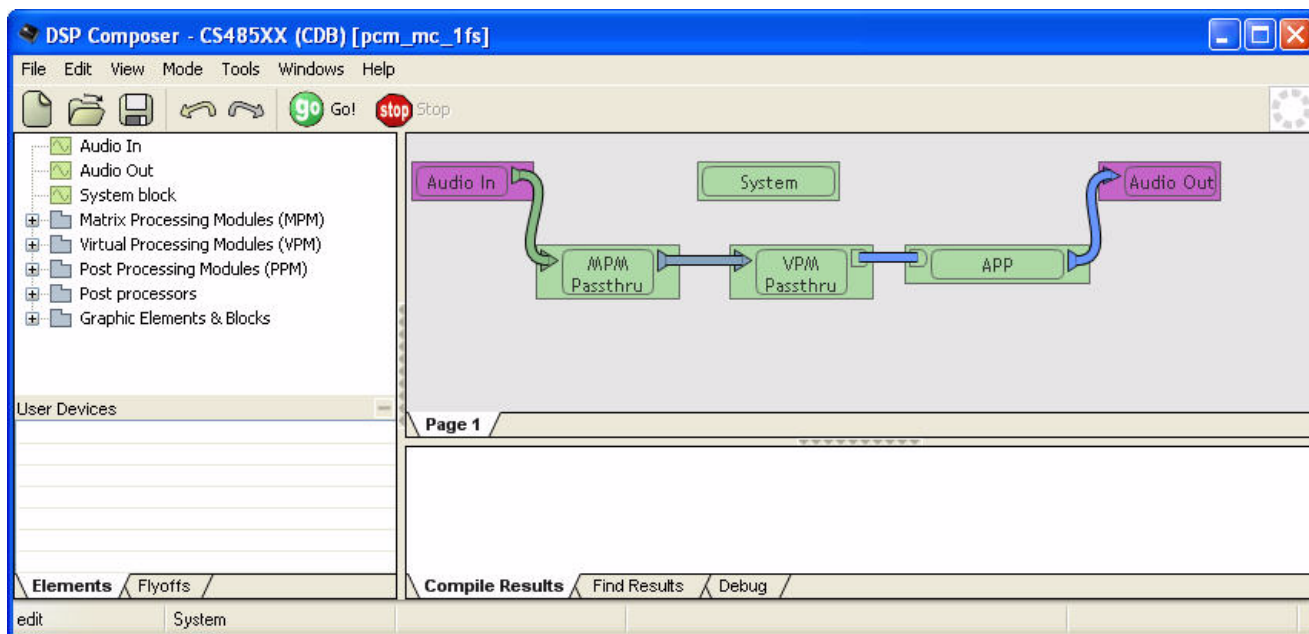 DSP Composer - CS485XX (CDB) [pcm_mc_1fs]
File Edit View Mode Tools Windows Help
go Go! stop Stop
Audio In
Audio Out
System block
Matrix Processing Modules (MPM)
Virtual Processing Modules (VPM)
Post Processing Modules (PPM)
Post processors
Graphic Elements & Blocks
User Devices
Elements Flyoffs
Audio In System Audio Out
MPM
Passthru
VPM
Passthru
APP
Page 1
Compile Results Find Results Debug
edit System